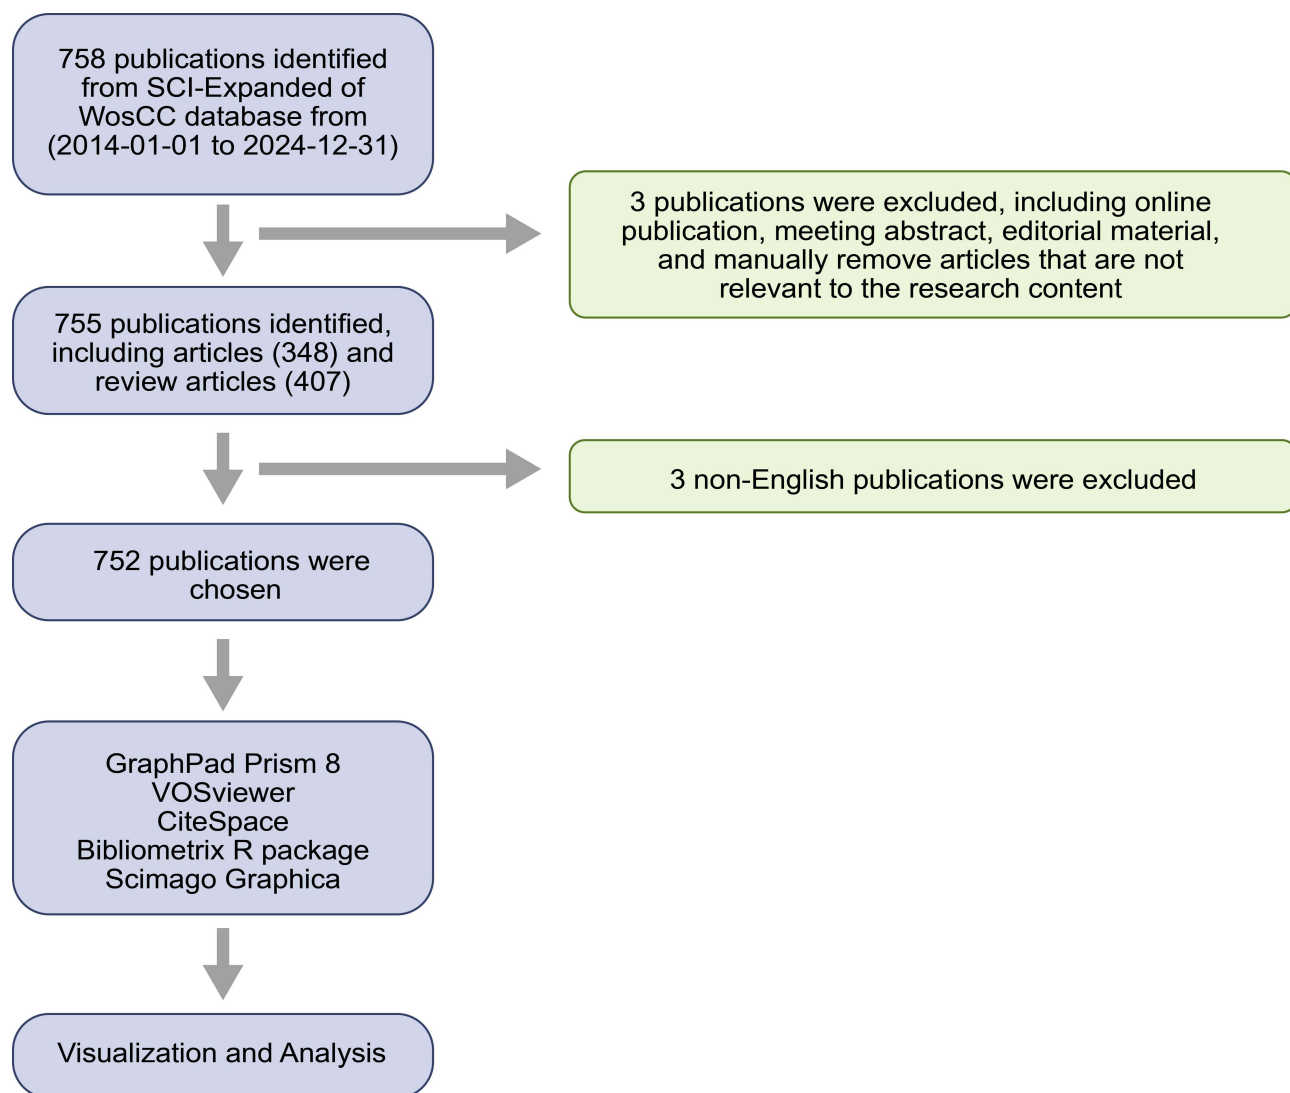 758 publications identified
from SCI-Expanded of
WosCC database from
(2014-01-01 to 2024-12-31)
3 publications were excluded, including online
publication, meeting abstract, editorial material,
and manually remove articles that are not
relevant to the research content
755 publications identified,
including articles (348) and
review articles (407)
3 non-English publications were excluded
752 publications were
chosen
GraphPad Prism 8
VOSviewer
CiteSpace
Bibliometrix R package
Scimago Graphica
Visualization and Analysis